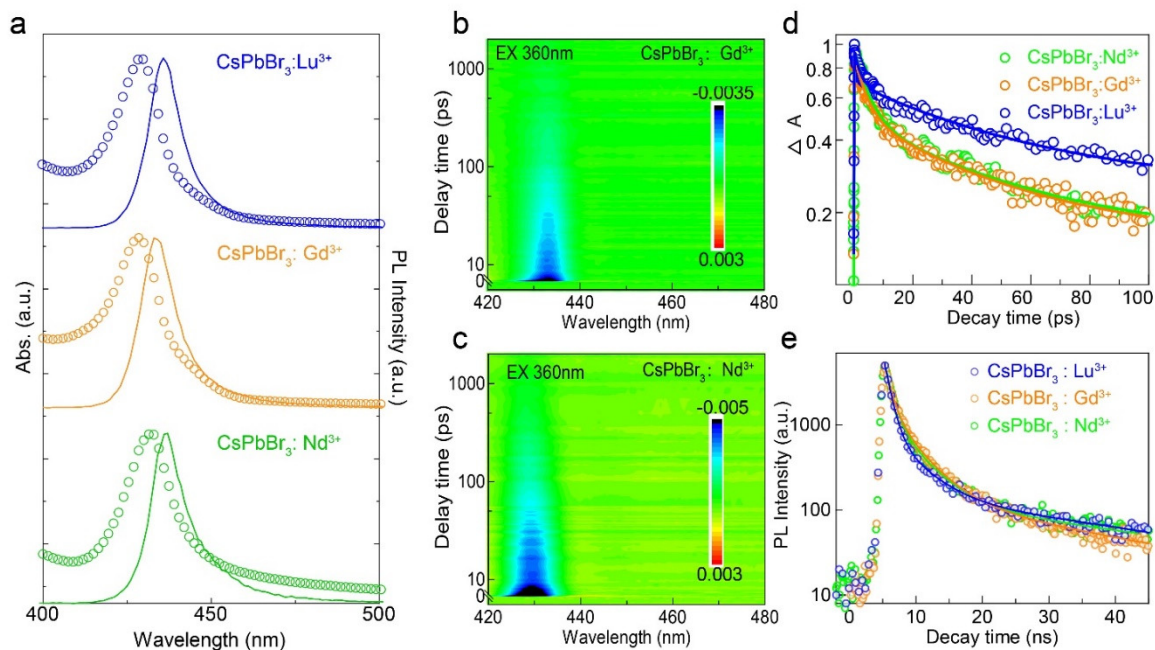 a
CsPbBr₃:Lu³⁺
CsPbBr₃: Gd³⁺
CsPbBr₃: Nd³⁺
Abs. (a.u.)
PL Intensity (a.u.)
400 450 500
Wavelength (nm)
b
EX 360nm CsPbBr₃: Gd³⁺
-0.0035
0.003
1000
100
10
0
Delay time (ps)
420 440 460 480
Wavelength (nm)
c
EX 360nm CsPbBr₃: Nd³⁺
-0.005
0.003
1000
100
10
0
Delay time (ps)
420 440 460 480
Wavelength (nm)
d
CsPbBr₃:Nd³⁺
CsPbBr₃:Gd³⁺
CsPbBr₃:Lu³⁺
1
0.8
0.6
0.4
0.2
△ A
0 20 40 60 80 100
Decay time (ps)
e
CsPbBr₃ : Lu³⁺
CsPbBr₃ : Gd³⁺
CsPbBr₃ : Nd³⁺
1000
100
10
PL Intensity (a.u.)
0 10 20 30 40
Decay time (ns)